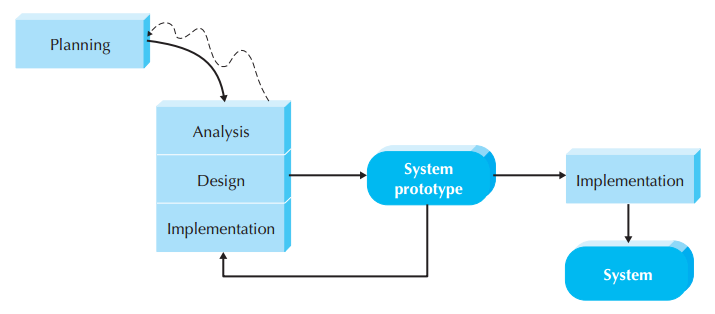 Planning
Analysis
Design
Implementation
System
prototype
Implementation
System